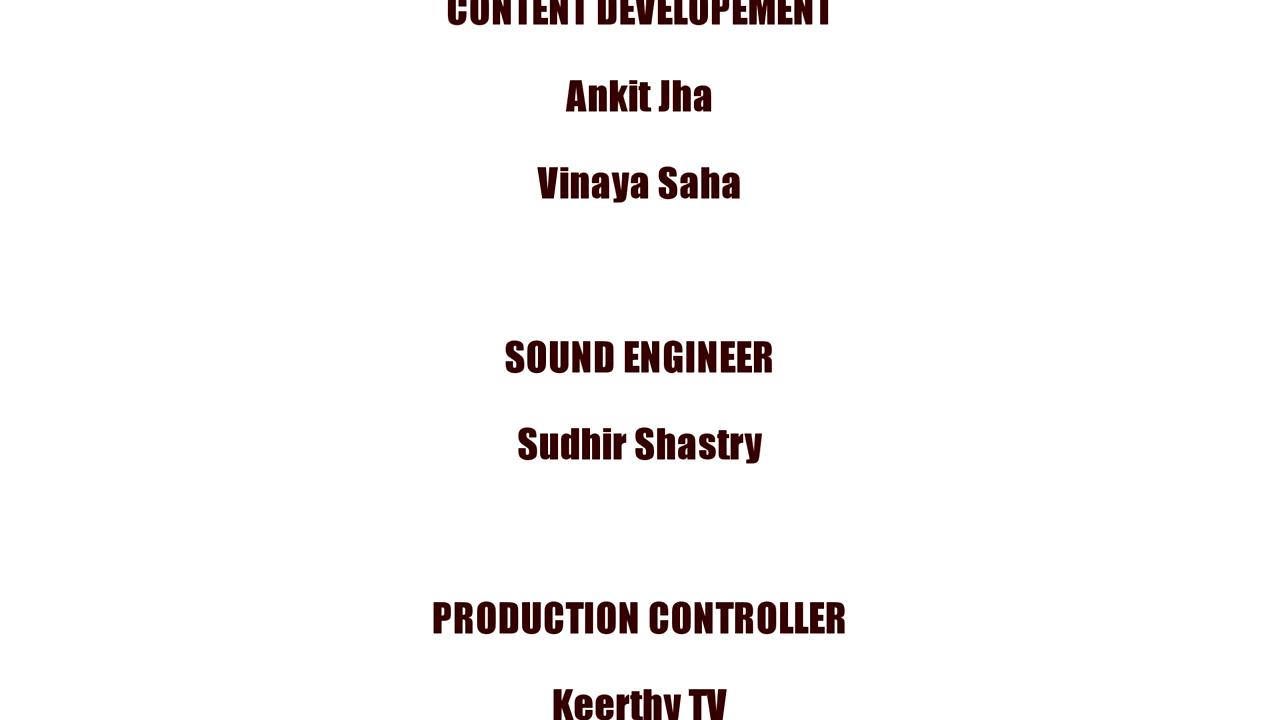 CONTENT DEVELOPEMENT
Ankit Jha
Vinaya Saha
SOUND ENGINEER
Sudhir Shastry
PRODUCTION CONTROLLER
Keerthy TV